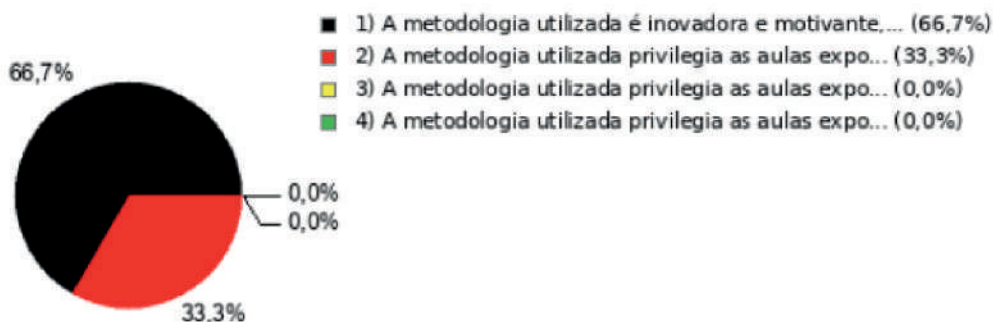 1) A metodologia utilizada é inovadora e motivante,... (66,7%)
2) A metodologia utilizada privilegia as aulas expo... (33,3%)
3) A metodologia utilizada privilegia as aulas expo... (0,0%)
4) A metodologia utilizada privilegia as aulas expo... (0,0%)
66,7%
0,0%
0,0%
33,3%